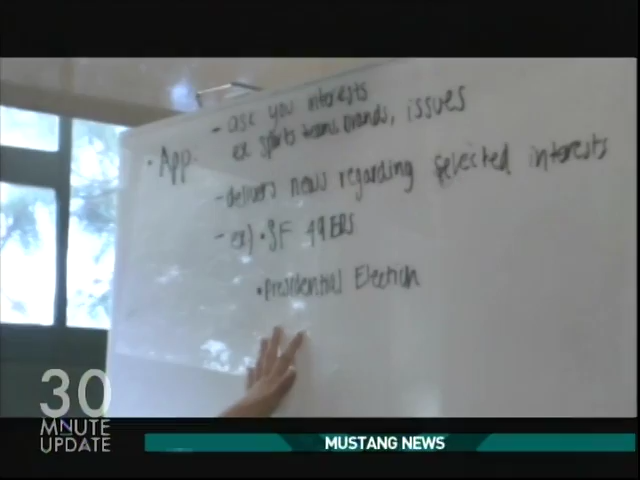 - ask you interests
ex sports teams, brands, issues
• App.
- delivers news regarding selected interests
- ex) • SF 49ERS
• Presidential Election
30
MINUTE
UPDATE
MUSTANG NEWS